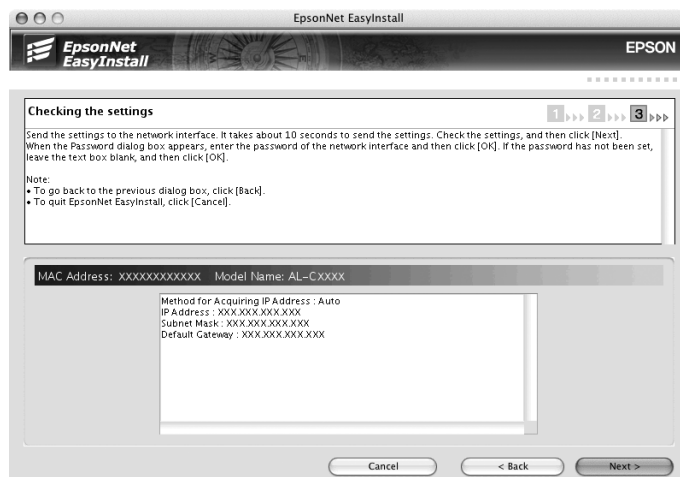 EpsonNet EasyInstall
EpsonNet
EasyInstall
EPSON
Checking the settings
1 2 3
Send the settings to the network interface. It takes about 10 seconds to send the settings. Check the settings, and then click [Next].
When the Password dialog box appears, enter the password of the network interface and then click [OK]. If the password has not been set,
leave the text box blank, and then click [OK].
Note:
• To go back to the previous dialog box, click [Back].
• To quit EpsonNet EasyInstall, click [Cancel].
MAC Address: XXXXXXXXXXXX Model Name: AL-CXXXX
Method for Acquiring IP Address : Auto
IP Address : XXX.XXX.XXX.XXX
Subnet Mask : XXX.XXX.XXX.XXX
Default Gateway : XXX.XXX.XXX.XXX
Cancel < Back Next >